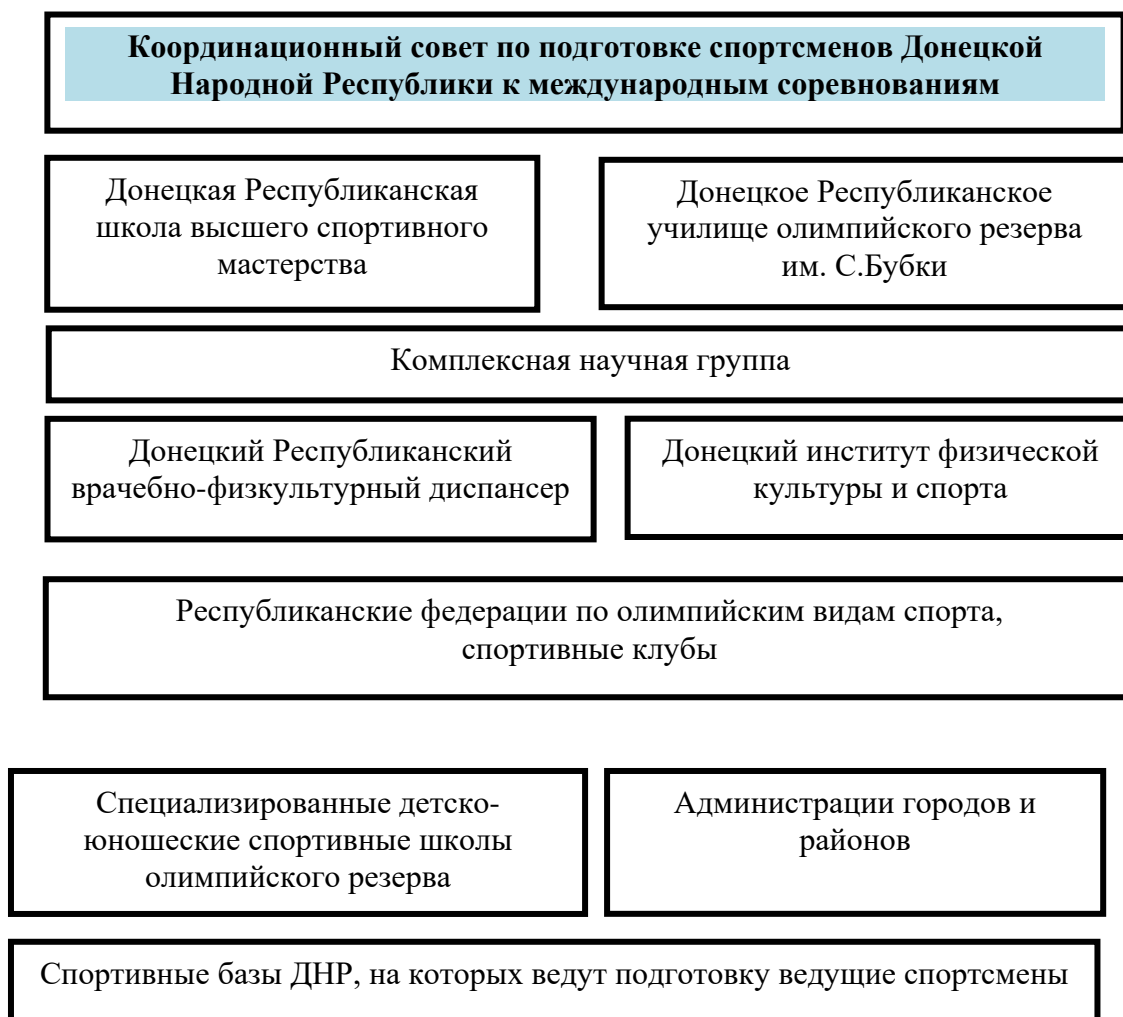 Координационный совет по подготовке спортсменов Донецкой
Народной Республики к международным соревнованиям
Донецкая Республиканская
школа высшего спортивного
мастерства
Донецкое Республиканское
училище олимпийского резерва
им. С.Бубки
Комплексная научная группа
Донецкий Республиканский
врачебно-физкультурный диспансер
Донецкий институт физической
культуры и спорта
Республиканские федерации по олимпийским видам спорта,
спортивные клубы
Специализированные детско-
юношеские спортивные школы
олимпийского резерва
Администрации городов и
районов
Спортивные базы ДНР, на которых ведут подготовку ведущие спортсмены